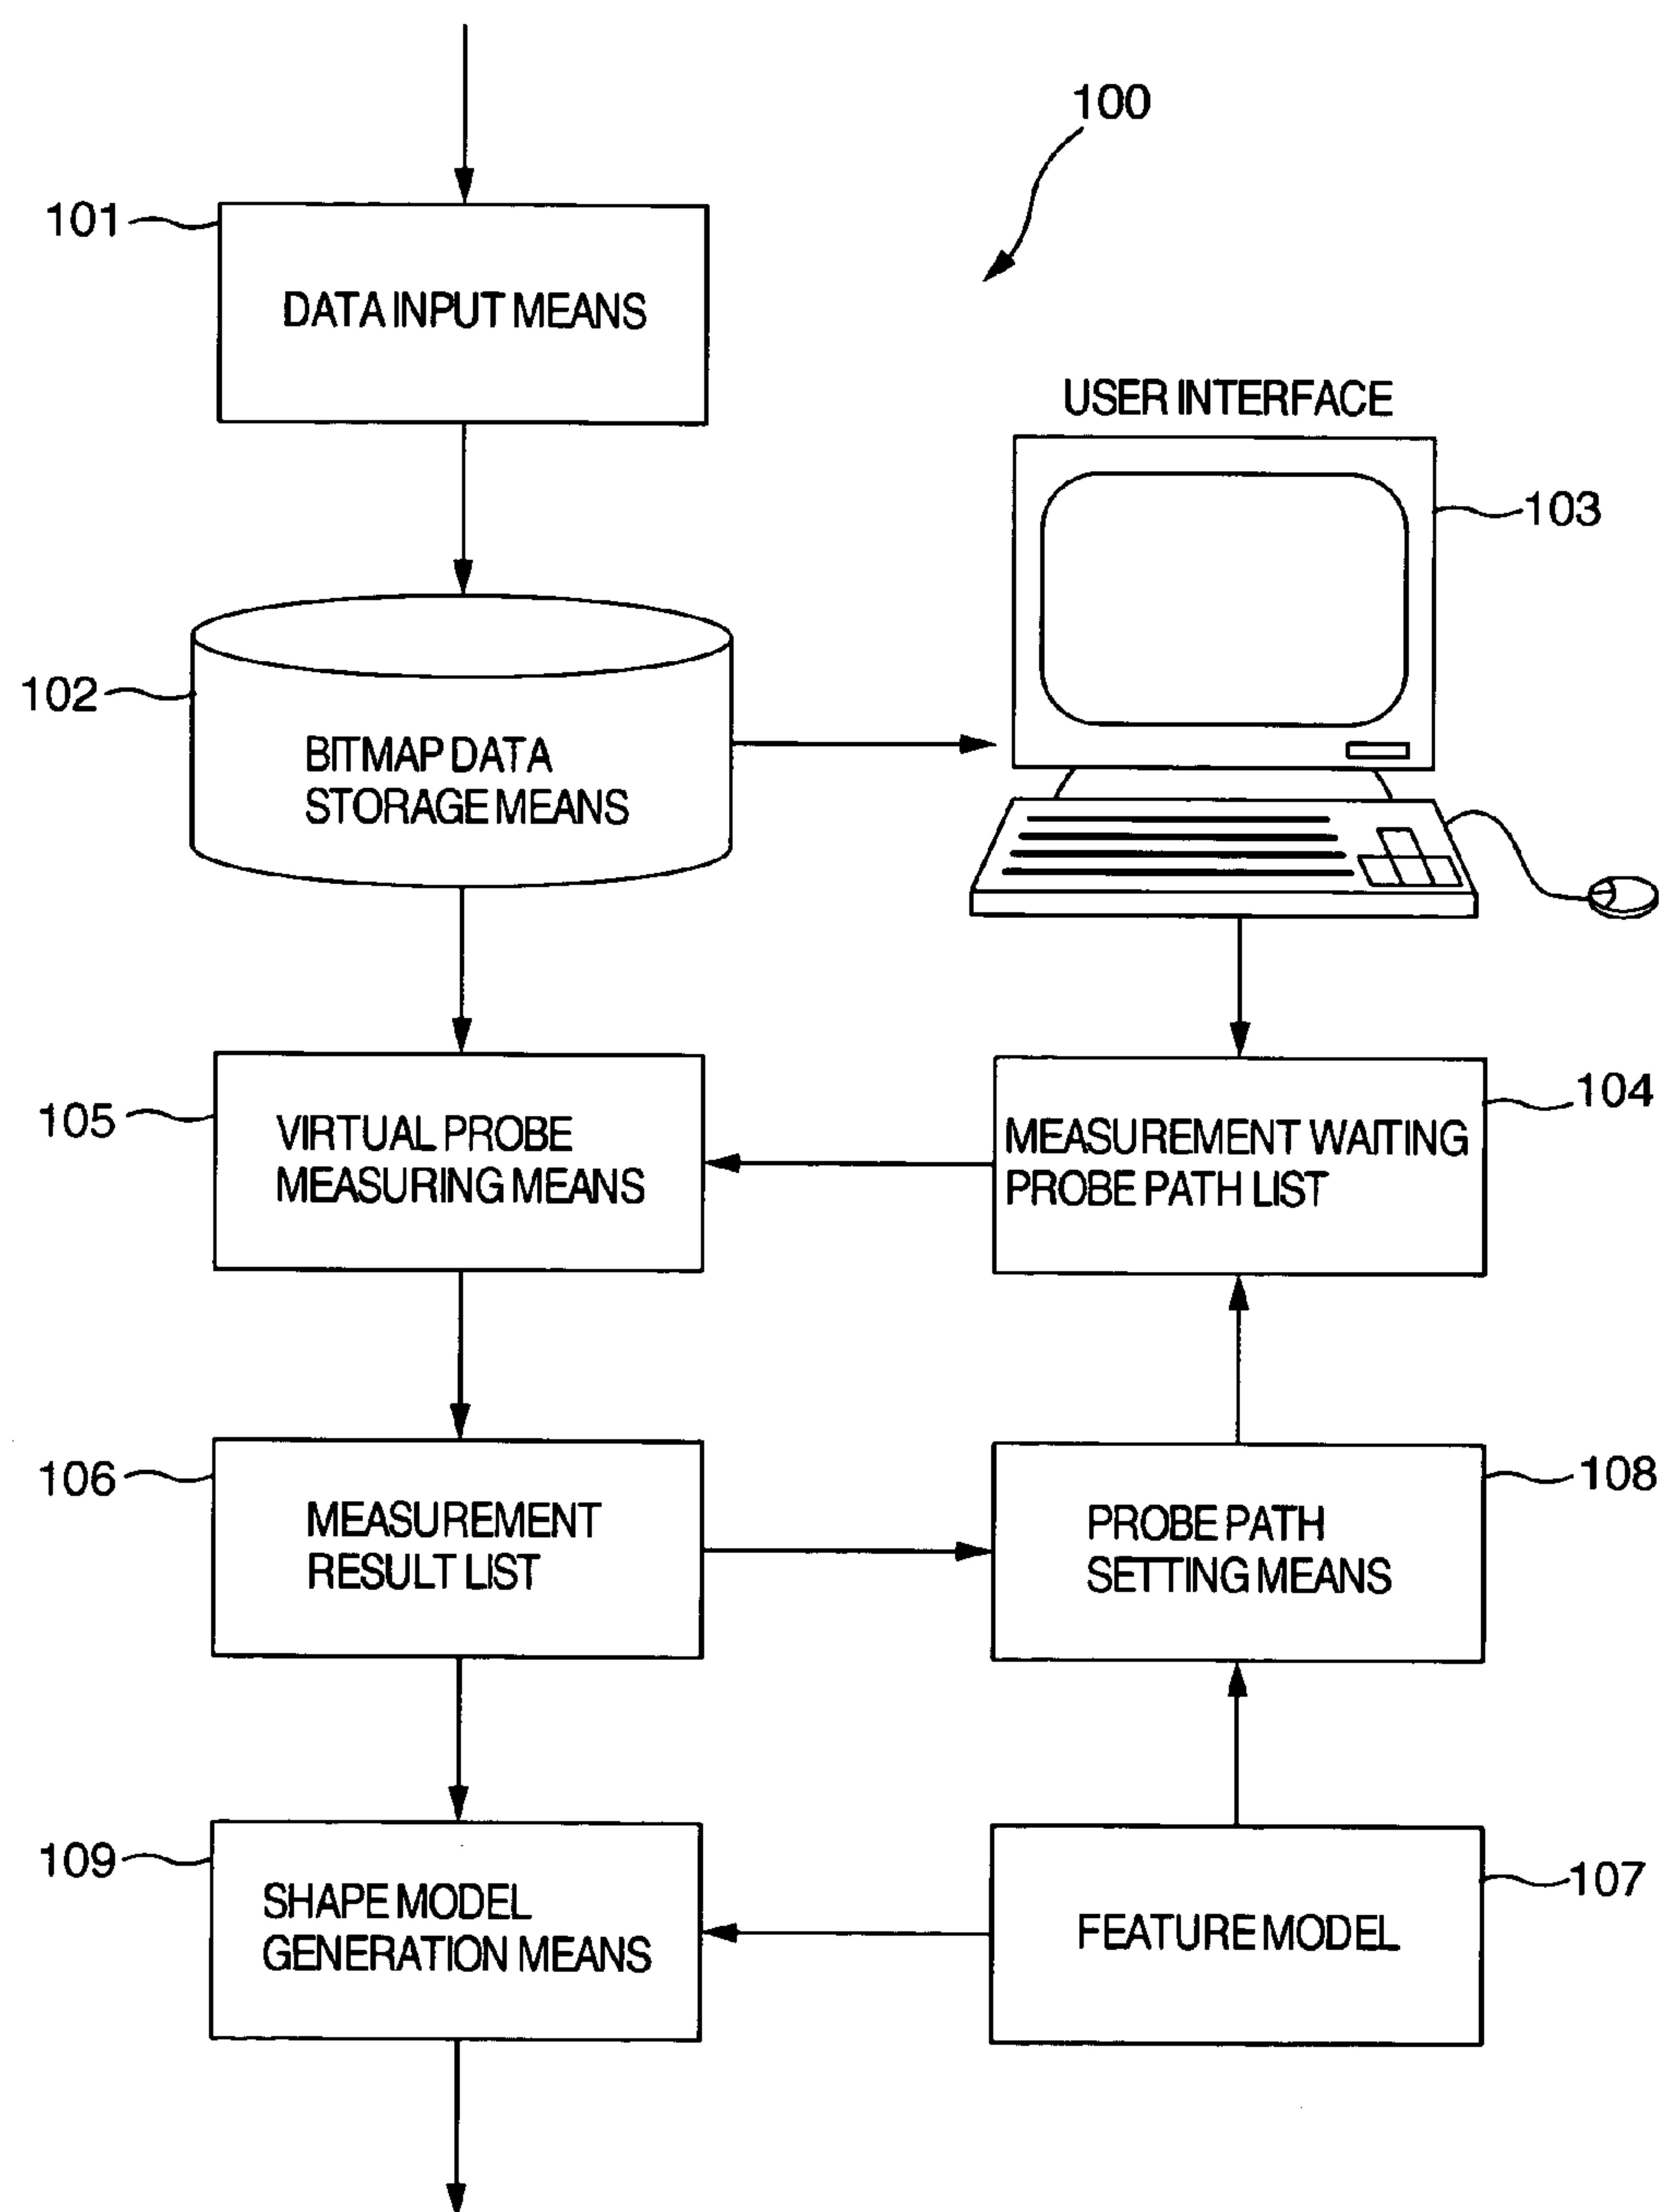 100
101
DATA INPUT MEANS
USER INTERFACE
103
102
BITMAP DATA
STORAGE MEANS
105
VIRTUAL PROBE
MEASURING MEANS
104
MEASUREMENT WAITING
PROBE PATH LIST
106
MEASUREMENT
RESULT LIST
108
PROBE PATH
SETTING MEANS
109
SHAPE MODEL
GENERATION MEANS
107
FEATURE MODEL